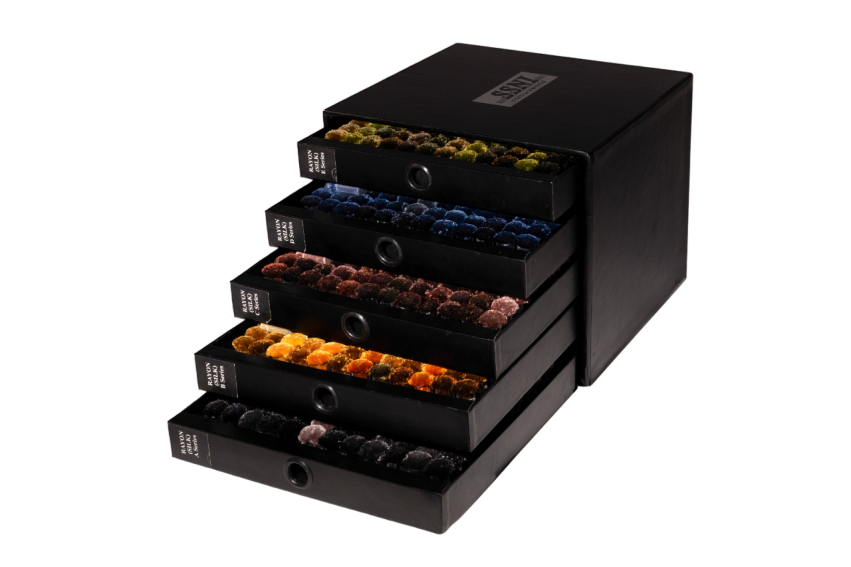 RAYON
(SILK)
E Series
RAYON
(SILK)
D Series
RAYON
(SILK)
C Series
RAYON
(SILK)
B Series
RAYON
(SILK)
A Series